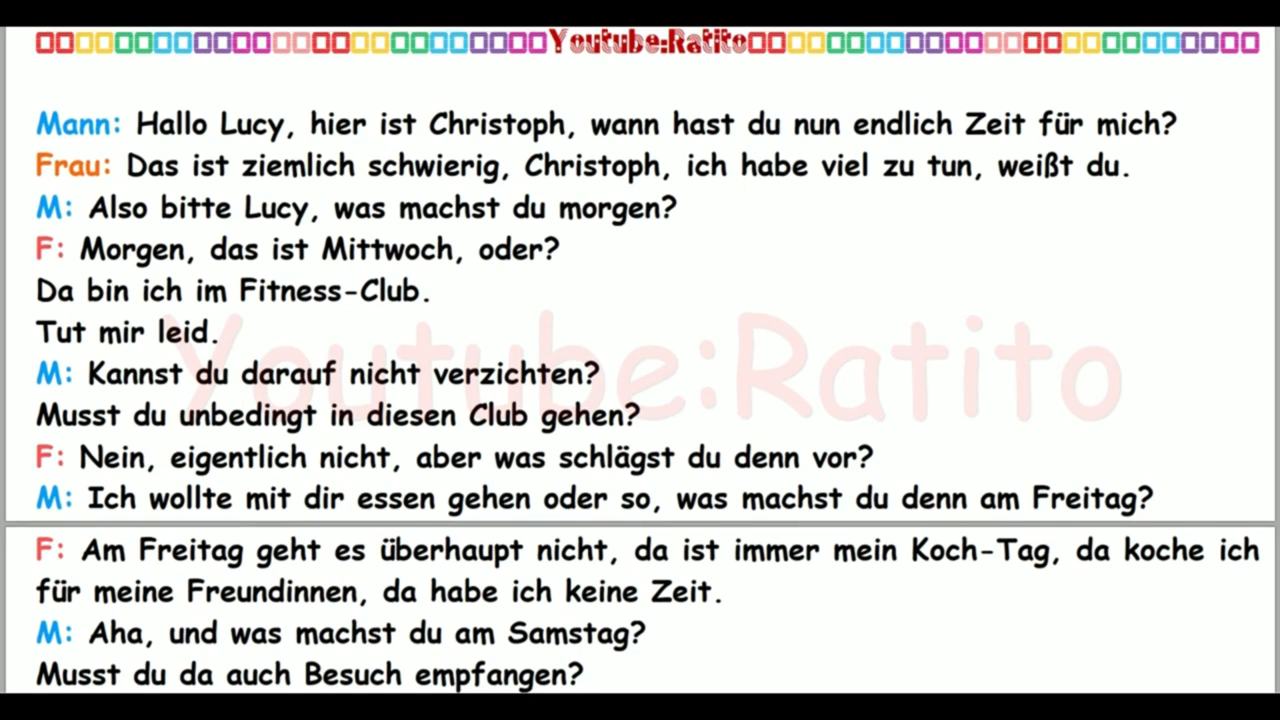 Youtube:Ratito
Mann: Hallo Lucy, hier ist Christoph, wann hast du nun endlich Zeit für mich?
Frau: Das ist ziemlich schwierig, Christoph, ich habe viel zu tun, weißt du.
M: Also bitte Lucy, was machst du morgen?
F: Morgen, das ist Mittwoch, oder?
Da bin ich im Fitness-Club.
Tut mir leid.
Youtube:Ratito
M: Kannst du darauf nicht verzichten?
Musst du unbedingt in diesen Club gehen?
F: Nein, eigentlich nicht, aber was schlägst du denn vor?
M: Ich wollte mit dir essen gehen oder so, was machst du denn am Freitag?
F: Am Freitag geht es überhaupt nicht, da ist immer mein Koch-Tag, da koche ich
für meine Freundinnen, da habe ich keine Zeit.
M: Aha, und was machst du am Samstag?
Musst du da auch Besuch empfangen?